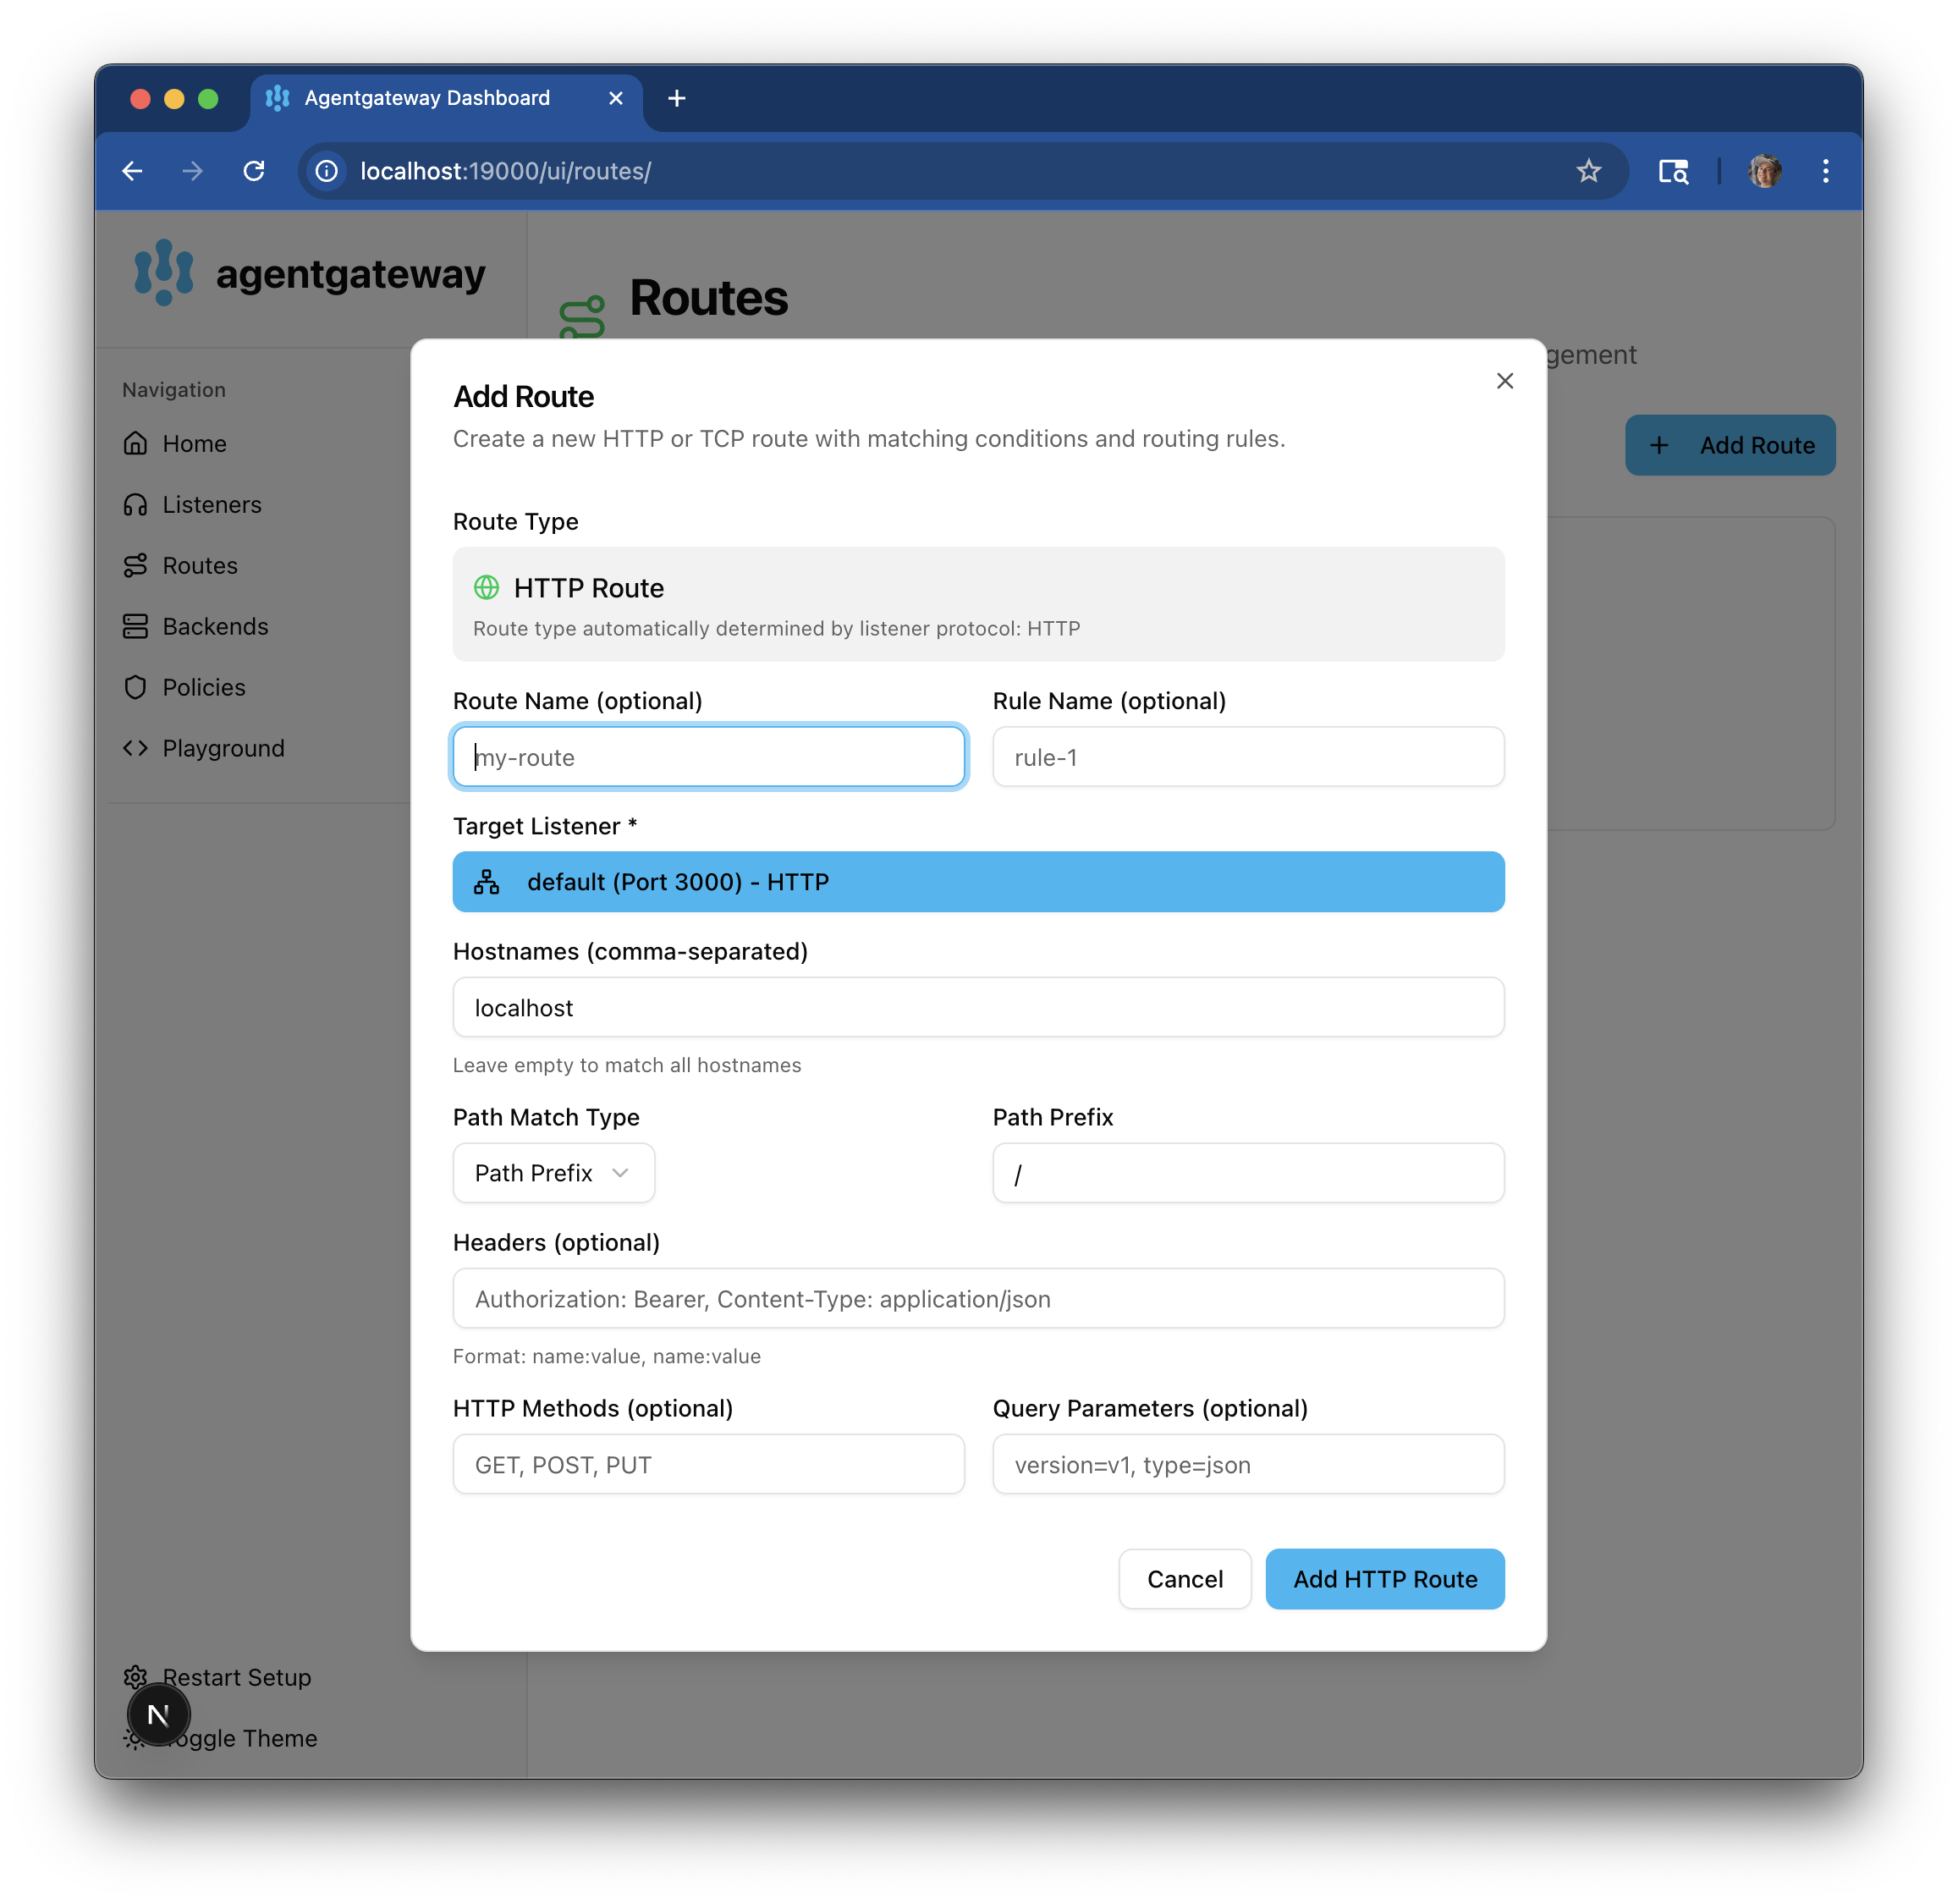 Agentgateway Dashboard
localhost:19000/ui/routes/
agentgateway
Routes
gement
Navigation
Home
Listeners
Routes
Backends
Policies
Playground
Add Route
Add Route
Create a new HTTP or TCP route with matching conditions and routing rules.
Route Type
HTTP Route
Route type automatically determined by listener protocol: HTTP
Route Name (optional)
Rule Name (optional)
my-route
rule-1
Target Listener *
default (Port 3000) - HTTP
Hostnames (comma-separated)
localhost
Leave empty to match all hostnames
Path Match Type
Path Prefix
Path Prefix
/
Headers (optional)
Authorization: Bearer, Content-Type: application/json
Format: name:value, name:value
HTTP Methods (optional)
Query Parameters (optional)
GET, POST, PUT
version=v1, type=json
Cancel
Add HTTP Route
Restart Setup
N
oggle Theme